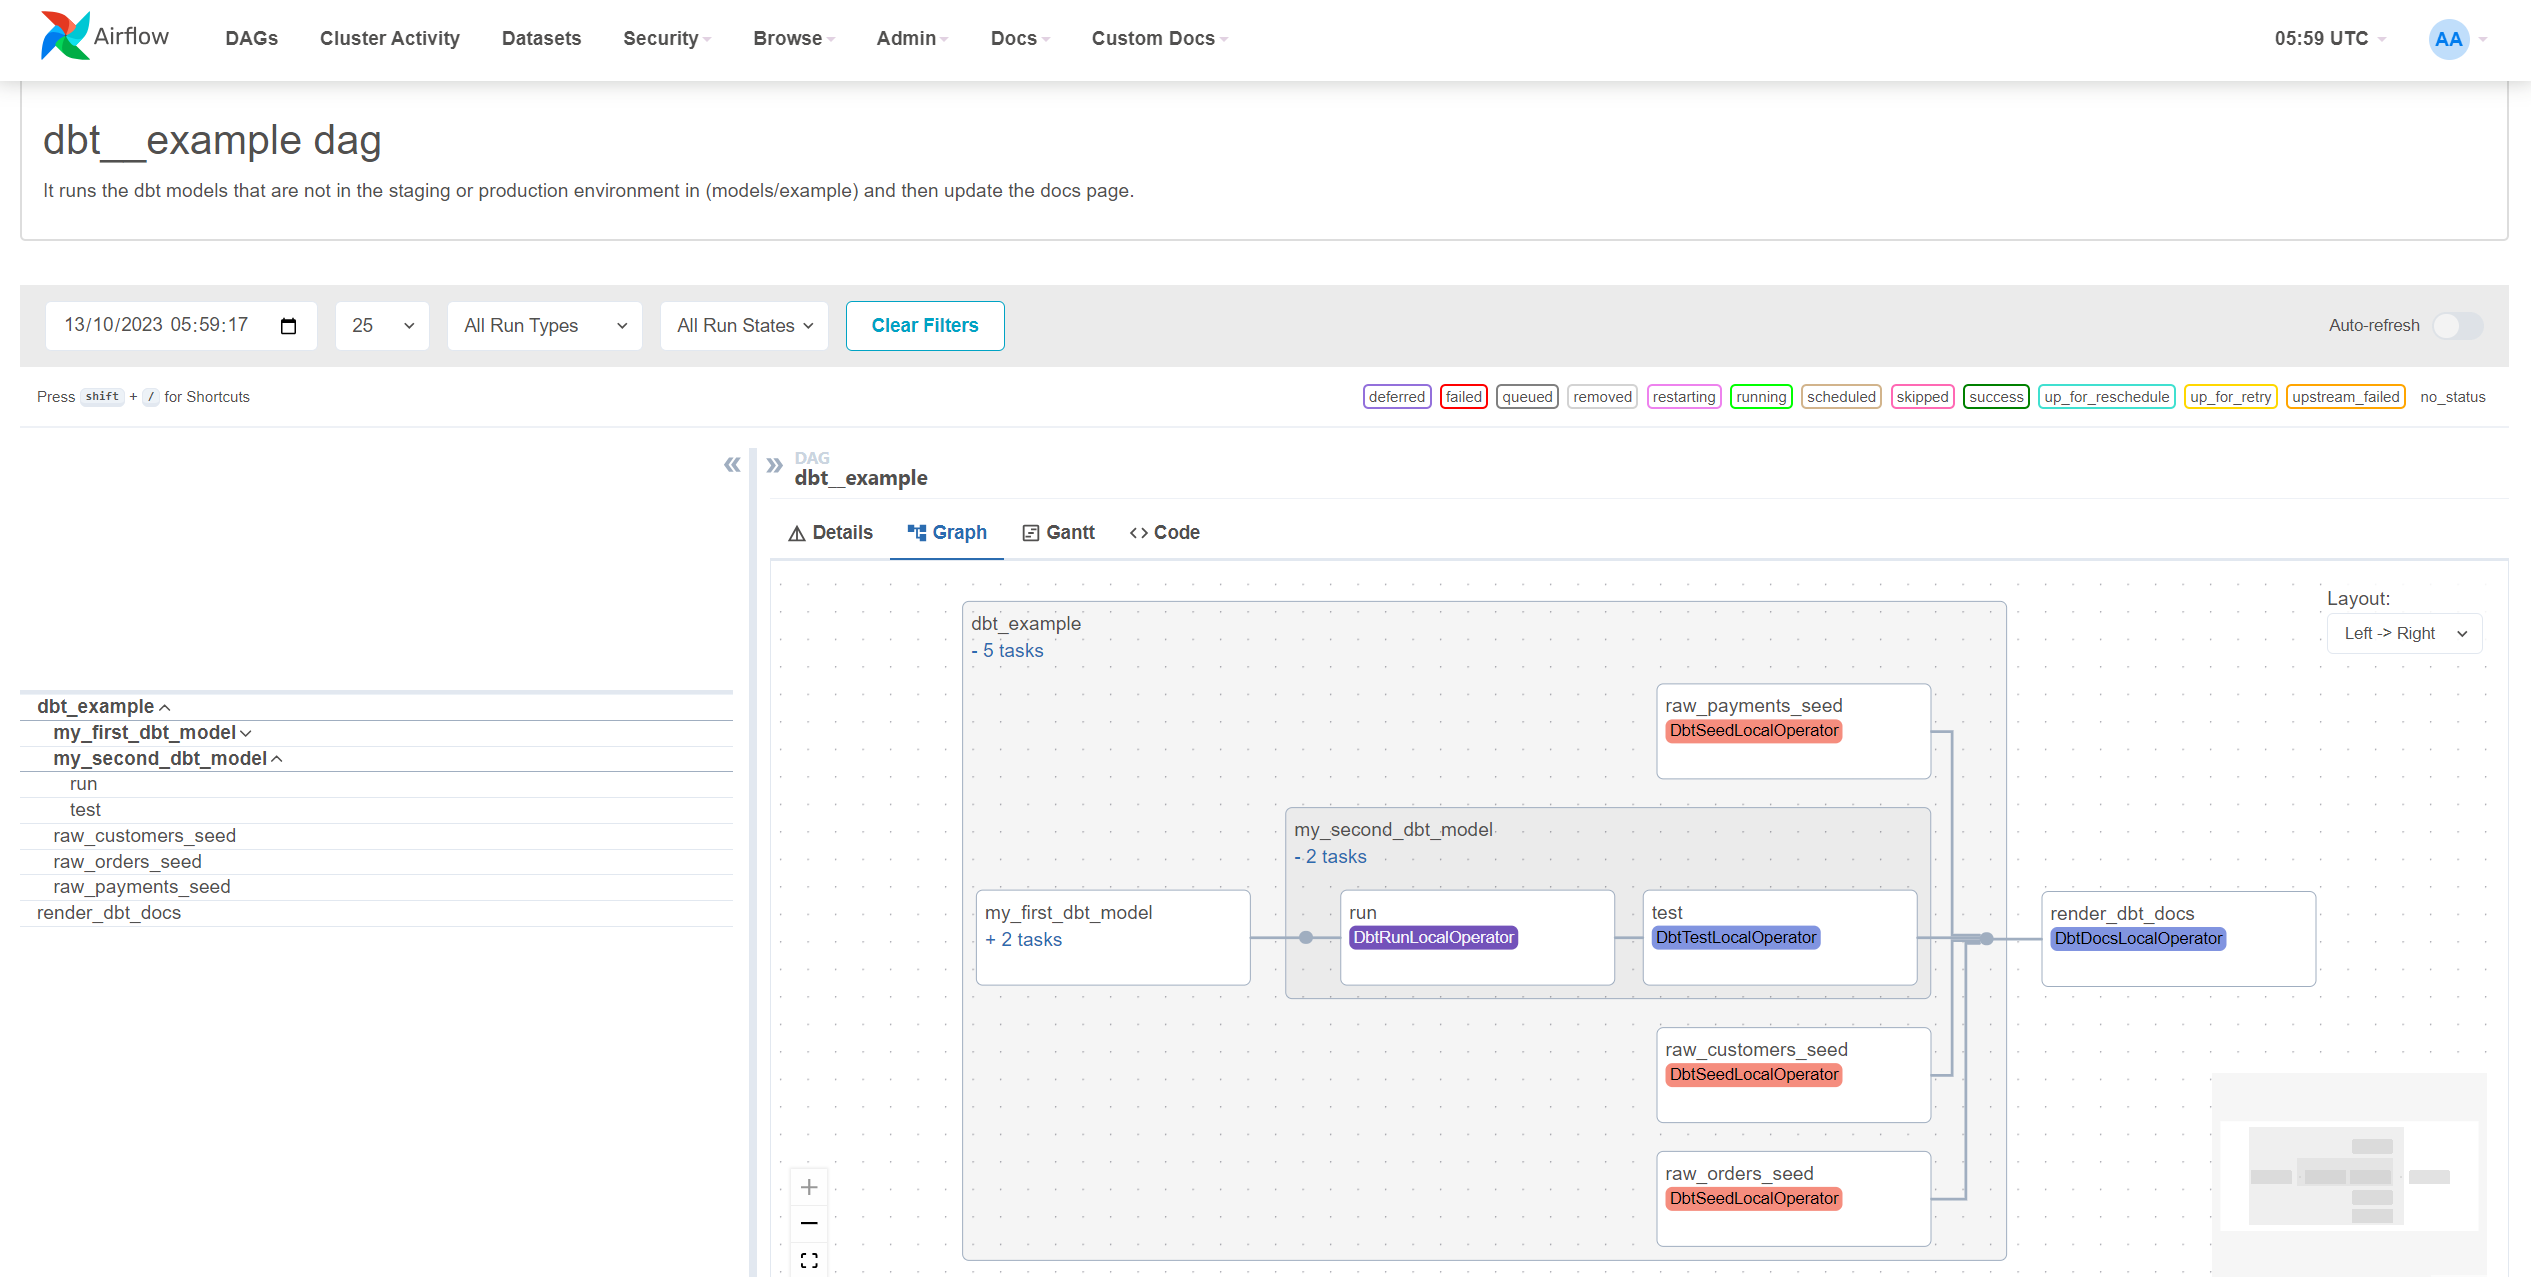 Airflow DAGs Cluster Activity Datasets Security Browse Admin Docs Custom Docs 05:59 UTC AA
dbt__example dag
It runs the dbt models that are not in the staging or production environment in (models/example) and then update the docs page.
13/10/2023 05:59:17 25 All Run Types All Run States Clear Filters Auto-refresh
Press shift + / for Shortcuts
deferred failed queued removed restarting running scheduled skipped success up_for_reschedule up_for_retry upstream_failed no_status
DAG
dbt__example
Details Graph Gantt Code
dbt_example
my_first_dbt_model
my_second_dbt_model
run
test
raw_customers_seed
raw_orders_seed
raw_payments_seed
render_dbt_docs
Layout:
Left -> Right
dbt_example
- 5 tasks
raw_payments_seed
DbtSeedLocalOperator
my_second_dbt_model
- 2 tasks
my_first_dbt_model
+ 2 tasks
run
DbtRunLocalOperator
test
DbtTestLocalOperator
render_dbt_docs
DbtDocsLocalOperator
raw_customers_seed
DbtSeedLocalOperator
raw_orders_seed
DbtSeedLocalOperator